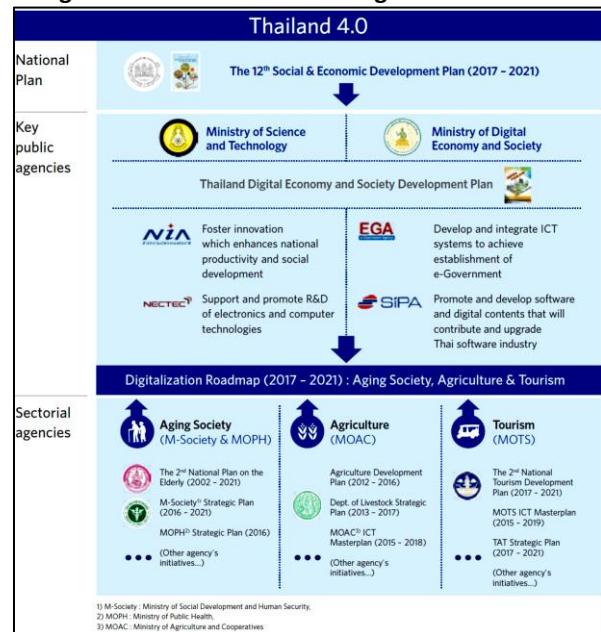 Thailand 4.0
National
Plan
The 12th Social & Economic Development Plan (2017 – 2021)
Key
public
agencies
Ministry of Science
and Technology
Ministry of Digital
Economy and Society
Thailand Digital Economy and Society Development Plan
NIA
Foster innovation
which enhances national
productivity and social
development
EGA
Develop and integrate ICT
systems to achieve
establishment of
e-Government
NECTEC
Support and promote R&D
of electronics and computer
technologies
SIPA
Promote and develop software
and digital contents that will
contribute and upgrade
Thai software industry
Digitalization Roadmap (2017 – 2021) : Aging Society, Agriculture & Tourism
Sectorial
agencies
Aging Society
(M-Society & MOPH)
The 2nd National Plan on the
Elderly (2002 – 2021)
M-Society1) Strategic Plan
(2016 – 2021)
MOPH2) Strategic Plan (2016)
(Other agency's
initiatives...)
Agriculture
(MOAC)
Agriculture Development
Plan (2012 – 2016)
Dept. of Livestock Strategic
Plan (2013 – 2017)
MOAC3) ICT
Masterplan (2015 – 2018)
(Other agency's
initiatives...)
Tourism
(MOTS)
The 2nd National
Tourism Development
Plan (2017 – 2021)
MOTS ICT Masterplan
(2015 – 2019)
TAT Strategic Plan
(2017 – 2021)
(Other agency's
initiatives...)
1) M-Society : Ministry of Social Development and Human Security,
2) MOPH : Ministry of Public Health,
3) MOAC : Ministry of Agriculture and Cooperatives